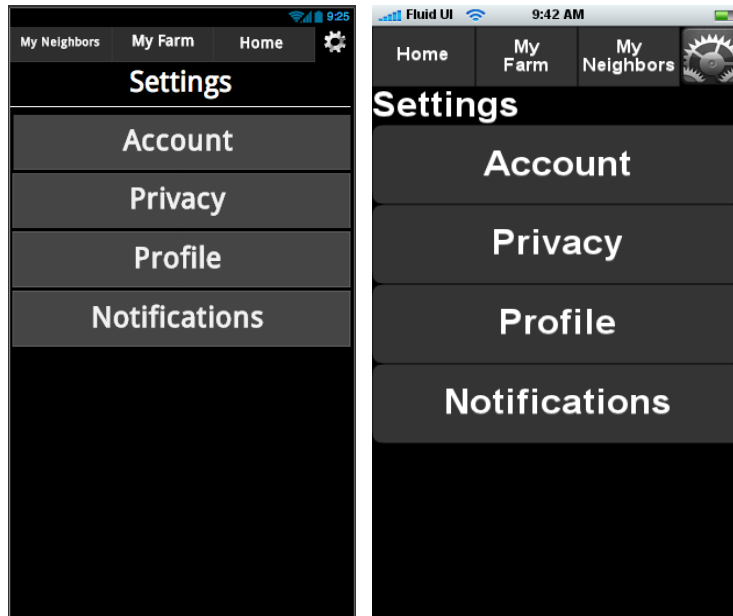 9:25
My Neighbors My Farm Home
Settings
Account
Privacy
Profile
Notifications
Fluid UI 9:42 AM
Home My Farm My Neighbors
Settings
Account
Privacy
Profile
Notifications